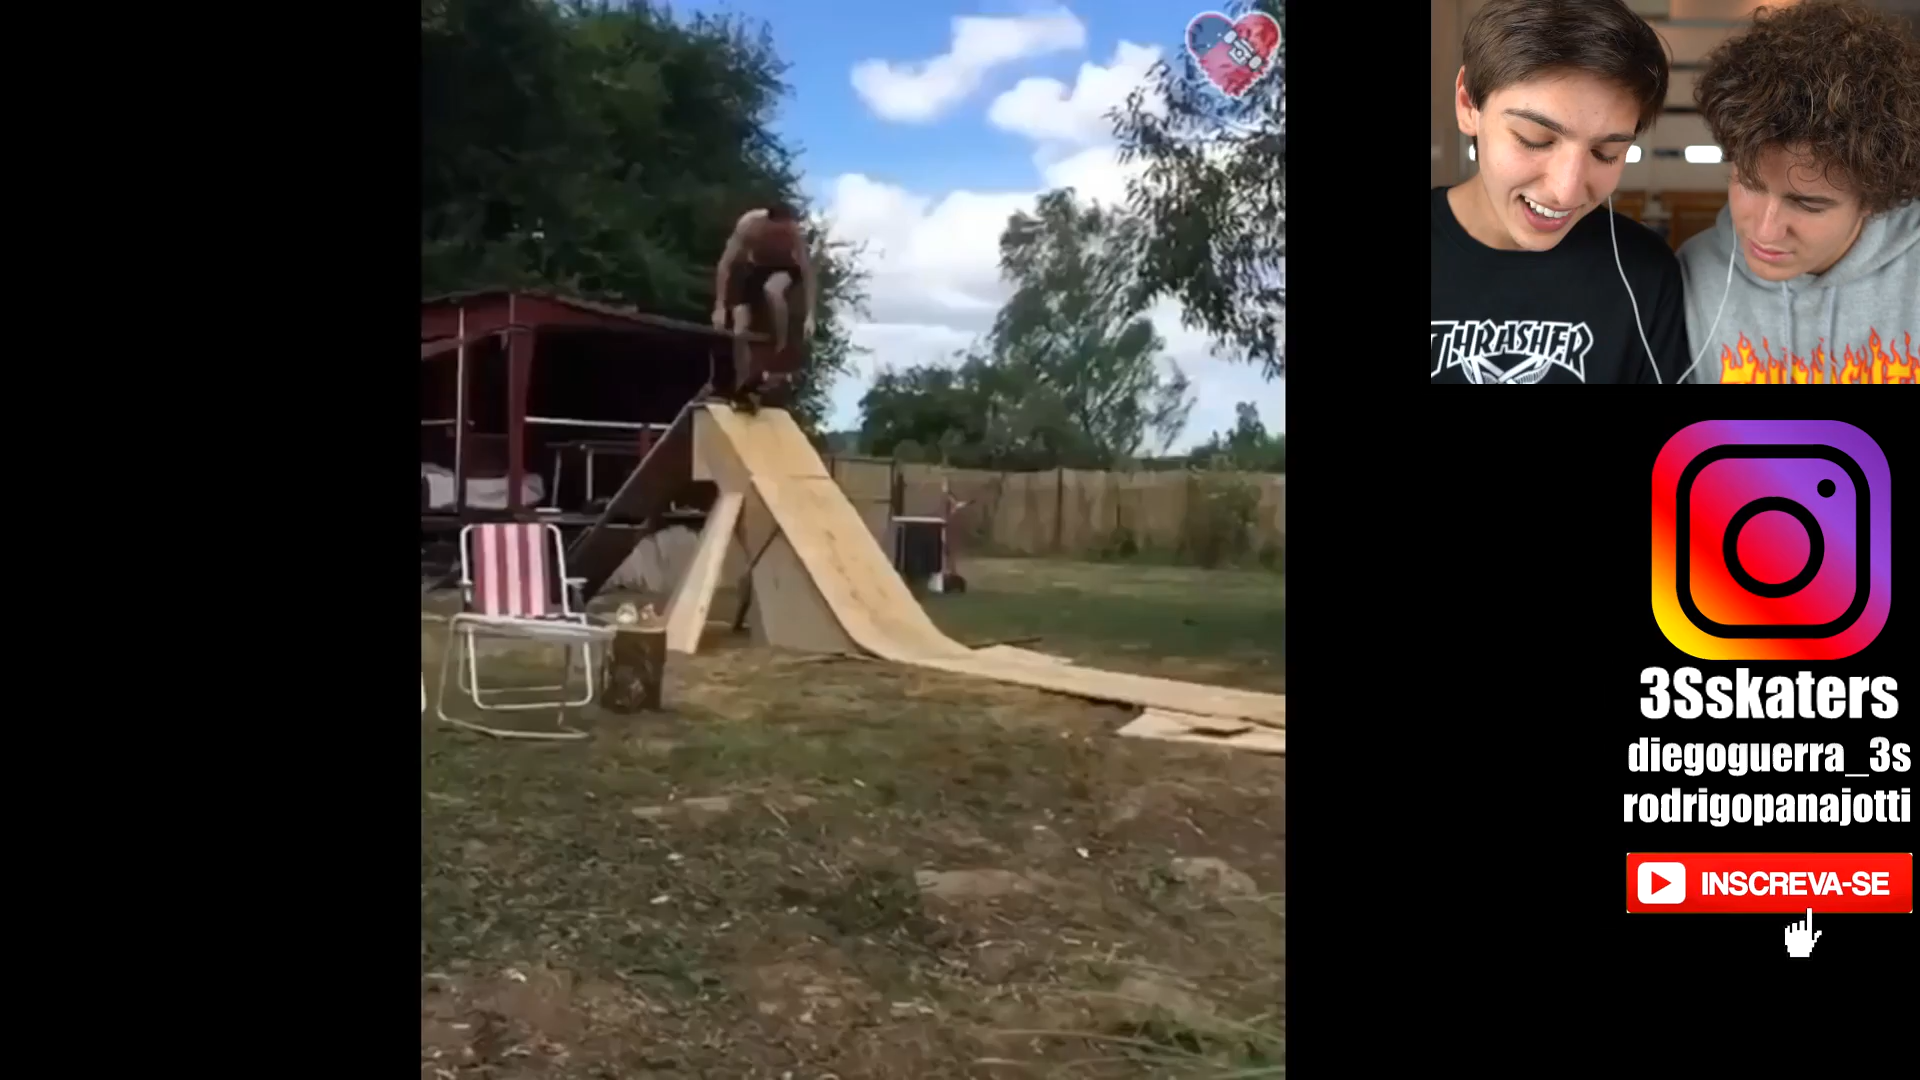 THRASHER
3Sskaters
diegoguerra_3s
rodrigopanajotti
INSCREVA-SE